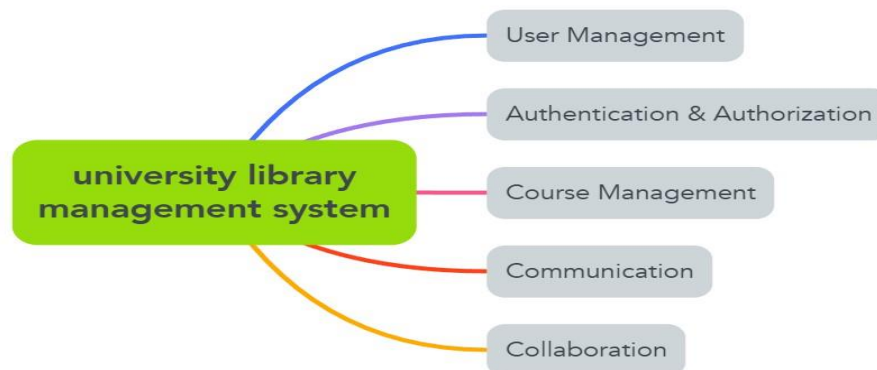 User Management
Authentication & Authorization
university library
management system
Course Management
Communication
Collaboration